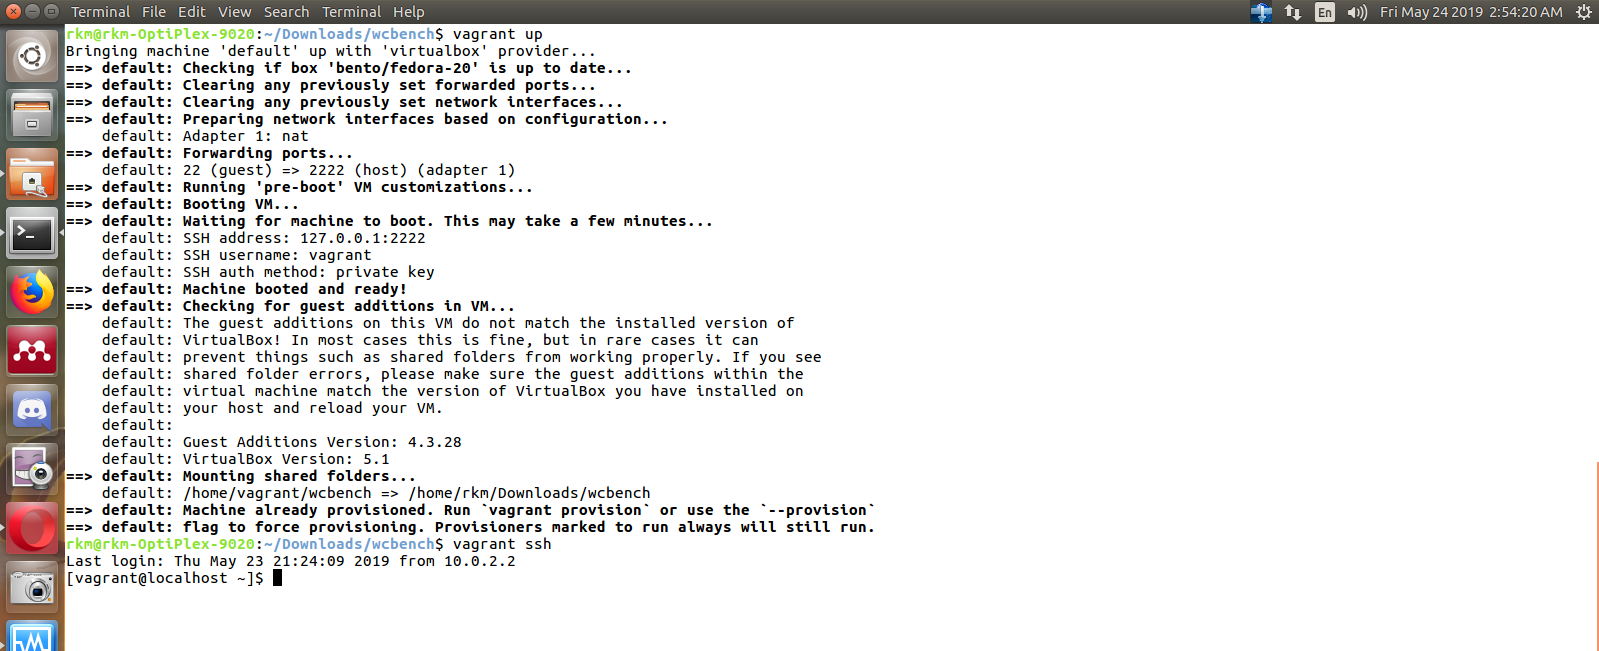 Terminal File Edit View Search Terminal Help En Fri May 24 2019 2:54:20 AM
rkm@rkm-OptiPlex-9020:~/Downloads/wcbench$ vagrant up
Bringing machine 'default' up with 'virtualbox' provider...
==> default: Checking if box 'bento/fedora-20' is up to date...
==> default: Clearing any previously set forwarded ports...
==> default: Clearing any previously set network interfaces...
==> default: Preparing network interfaces based on configuration...
    default: Adapter 1: nat
==> default: Forwarding ports...
    default: 22 (guest) => 2222 (host) (adapter 1)
==> default: Running 'pre-boot' VM customizations...
==> default: Booting VM...
==> default: Waiting for machine to boot. This may take a few minutes...
    default: SSH address: 127.0.0.1:2222
    default: SSH username: vagrant
    default: SSH auth method: private key
==> default: Machine booted and ready!
==> default: Checking for guest additions in VM...
    default: The guest additions on this VM do not match the installed version of
    default: VirtualBox! In most cases this is fine, but in rare cases it can
    default: prevent things such as shared folders from working properly. If you see
    default: shared folder errors, please make sure the guest additions within the
    default: virtual machine match the version of VirtualBox you have installed on
    default: your host and reload your VM.
    default:
    default: Guest Additions Version: 4.3.28
    default: VirtualBox Version: 5.1
==> default: Mounting shared folders...
    default: /home/vagrant/wcbench => /home/rkm/Downloads/wcbench
==> default: Machine already provisioned. Run `vagrant provision` or use the `--provision`
==> default: flag to force provisioning. Provisioners marked to run always will still run.
rkm@rkm-OptiPlex-9020:~/Downloads/wcbench$ vagrant ssh
Last login: Thu May 23 21:24:09 2019 from 10.0.2.2
[vagrant@localhost ~]$